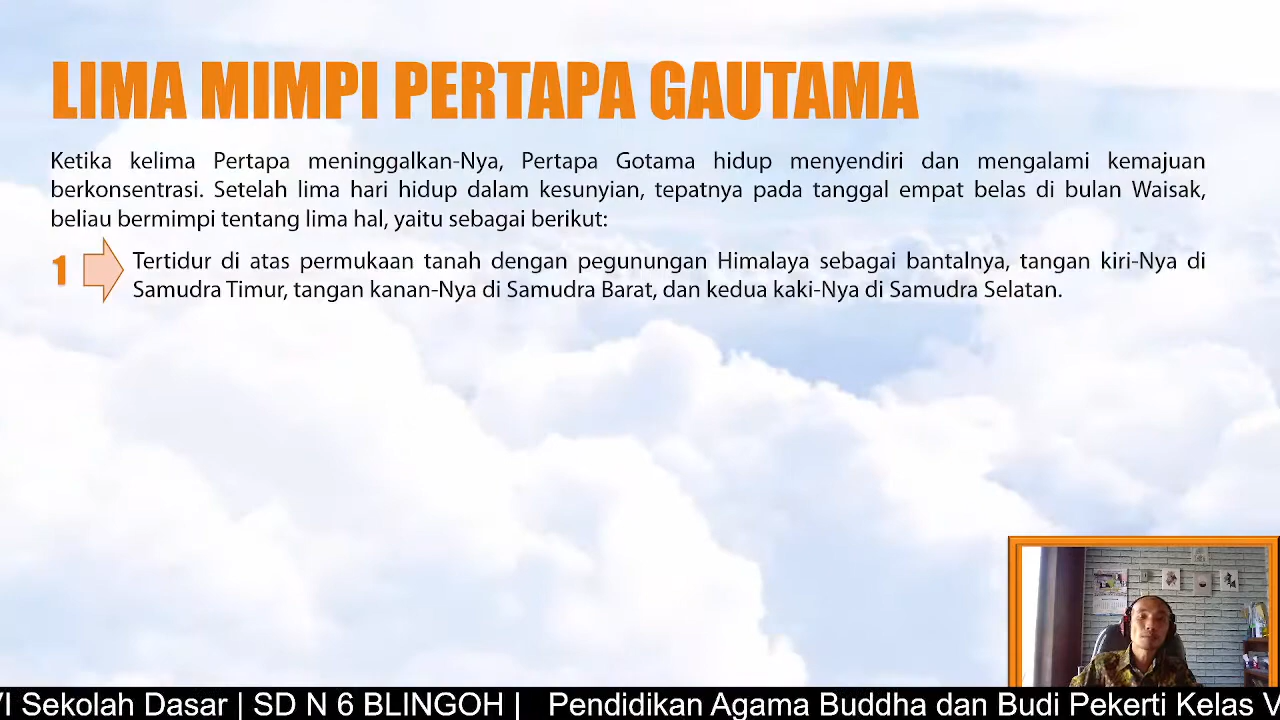 LIMA MIMPI PERTAPA GAUTAMA
Ketika kelima Pertapa meninggalkan-Nya, Pertapa Gotama hidup menyendiri dan mengalami kemajuan
berkonsentrasi. Setelah lima hari hidup dalam kesunyian, tepatnya pada tanggal empat belas di bulan Waisak,
beliau bermimpi tentang lima hal, yaitu sebagai berikut:
1 Tertidur di atas permukaan tanah dengan pegunungan Himalaya sebagai bantalnya, tangan kiri-Nya di
Samudra Timur, tangan kanan-Nya di Samudra Barat, dan kedua kaki-Nya di Samudra Selatan.
VI Sekolah Dasar | SD N 6 BLINGOH | Pendidikan Agama Buddha dan Budi Pekerti Kelas V